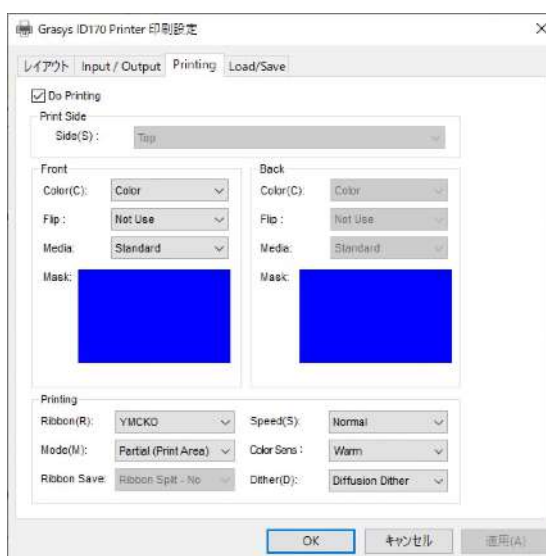 Grasys ID170 Printer 印刷設定
レイアウト Input / Output Printing Load/Save
Do Printing
Print Side
Side(S) : Top
Front
Color(C): Color
Flip : Not Use
Media: Standard
Mask:
Back
Color(C): Color
Flip : Not Use
Media: Standard
Mask:
Printing
Ribbon(R): YMCKO Speed(S): Normal
Mode(M): Partial (Print Area) Color Sens : Warm
Ribbon Save: Ribbon Split - No Dither(D): Diffusion Dither
OK キャンセル 適用(A)